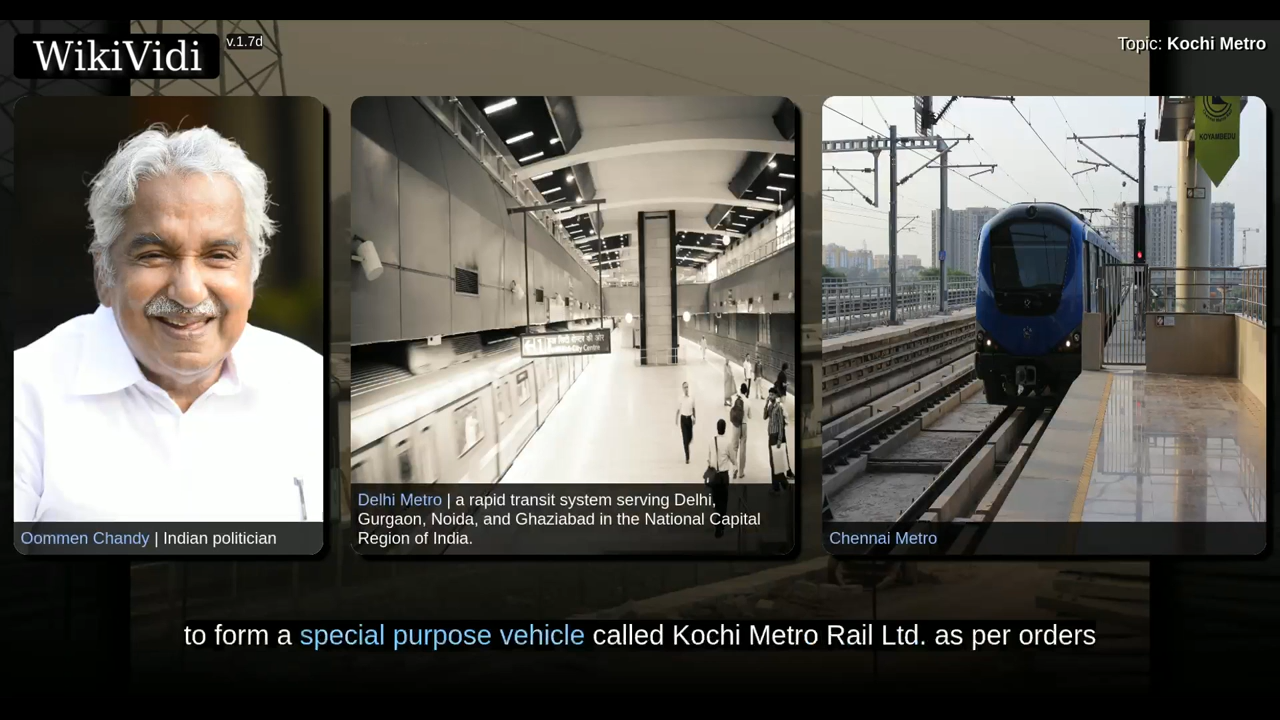 WikiVidi
v.1.7d
Topic: Kochi Metro
KOYAMBEDU
Oommen Chandy | Indian politician
Delhi Metro | a rapid transit system serving Delhi,
Gurgaon, Noida, and Ghaziabad in the National Capital
Region of India.
Chennai Metro
to form a special purpose vehicle called Kochi Metro Rail Ltd. as per orders